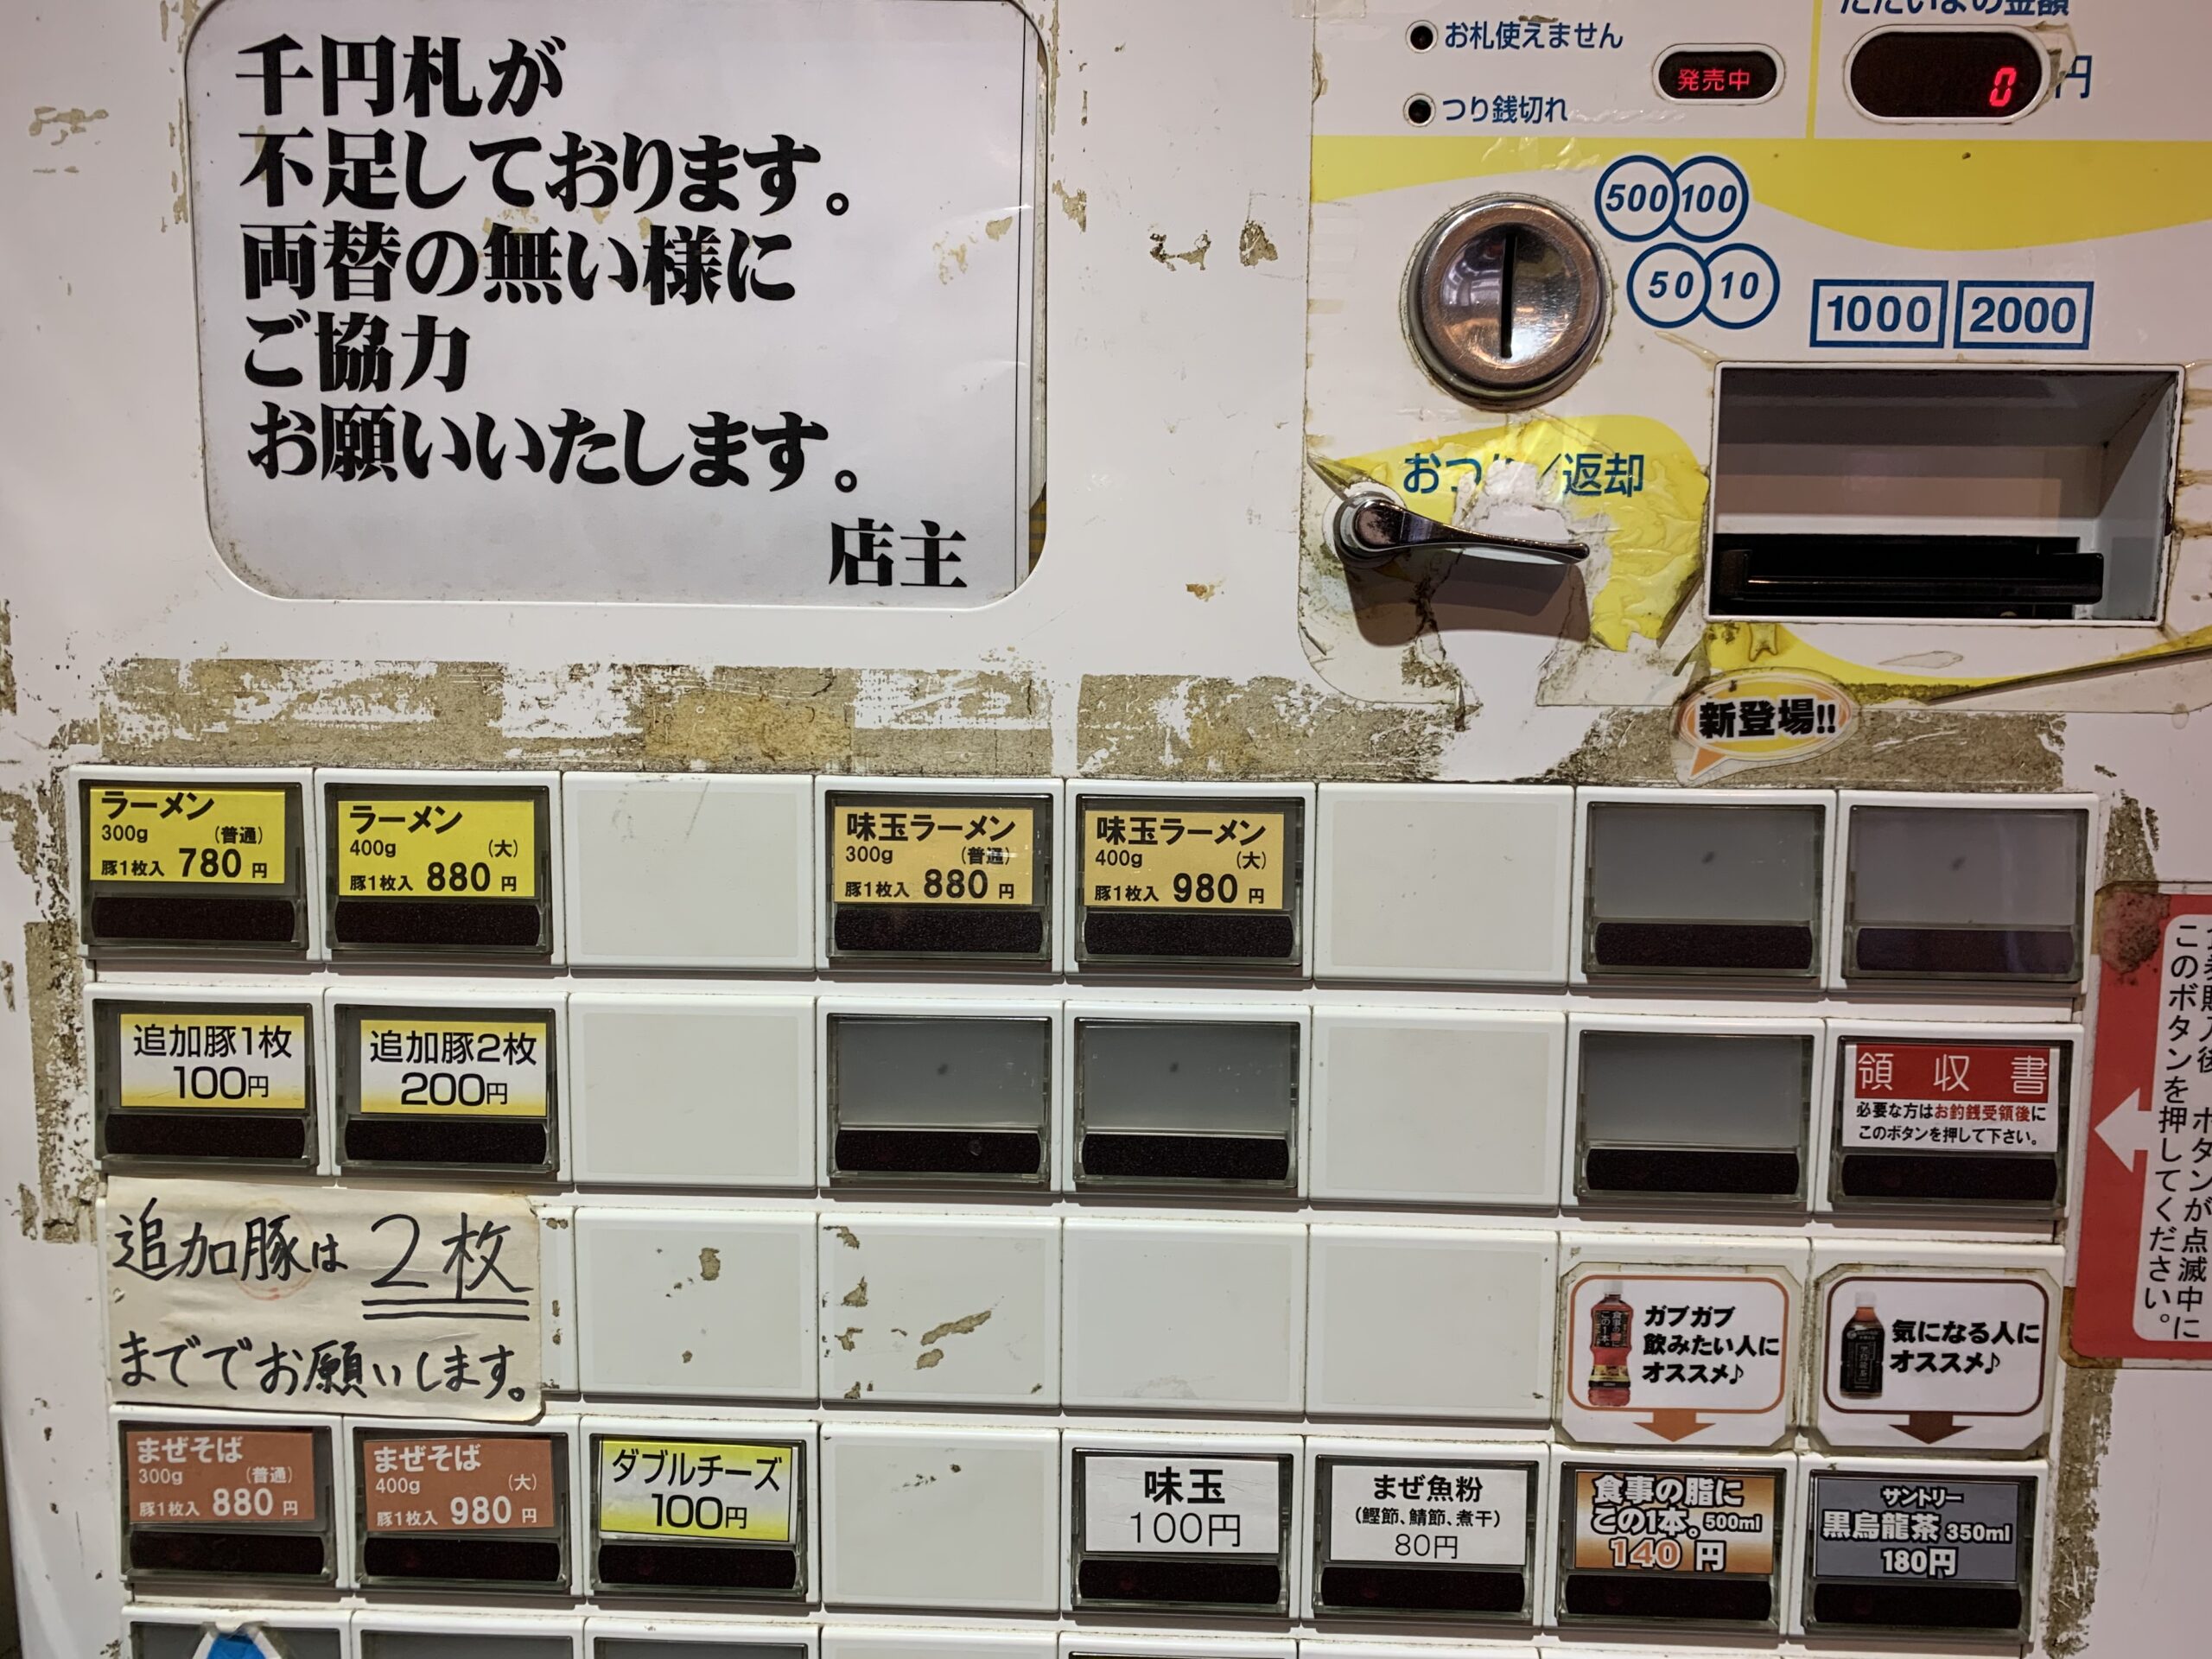 千円札が
不足しております。
両替の無い様に
ご協力
お願いいたします。
店主
お札使えません
つり銭切れ
発売中
ただいまの金額
0
円
500 100
50 10
1000 2000
返却
新登場!!
ラーメン
300g (普通)
豚1枚入 780 円
ラーメン
400g (大)
豚1枚入 880 円
味玉ラーメン
300g (普通)
豚1枚入 880 円
味玉ラーメン
400g (大)
豚1枚入 980 円
追加豚1枚
100円
追加豚2枚
200円
領収書
必要な方はお釣銭受領後に
このボタンを押して下さい。
ボタンが点滅中に
このボタンを押してください。
追加豚は2枚
まででお願いします。
ガブガブ
飲みたい人に
オススメ♪
気になる人に
オススメ♪
まぜそば
300g (普通)
豚1枚入 880 円
まぜそば
400g (大)
豚1枚入 980 円
ダブルチーズ
100円
味玉
100円
まぜ魚粉
(鰹節、鯖節、煮干)
80円
食事の脂に
この1本。500ml
140 円
サントリー
黒烏龍茶 350ml
180円